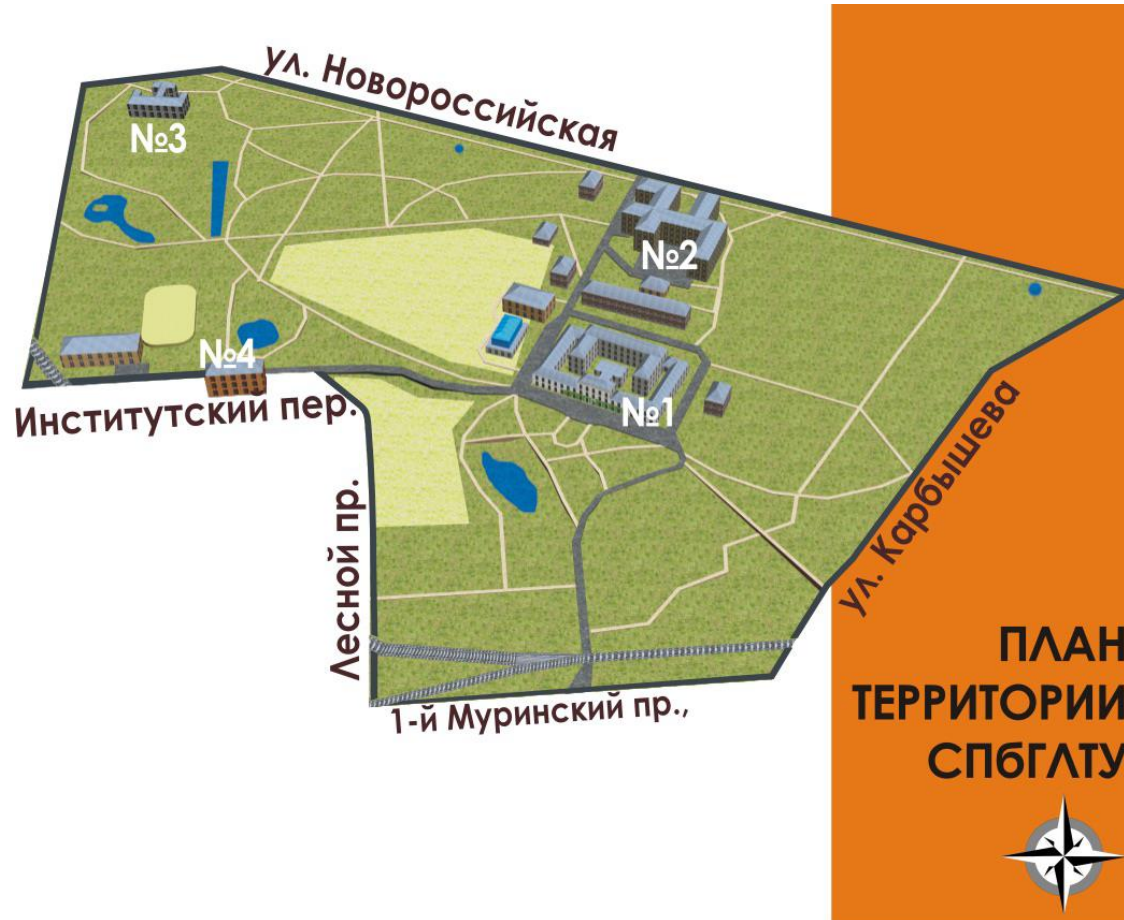 ул. Новороссийская
№3
№2
№4
№1
Институтский пер.
Лесной пр.
ул. Карбышева
1-й Муринский пр.,
ПЛАН
ТЕРРИТОРИИ
СПбГЛТУ